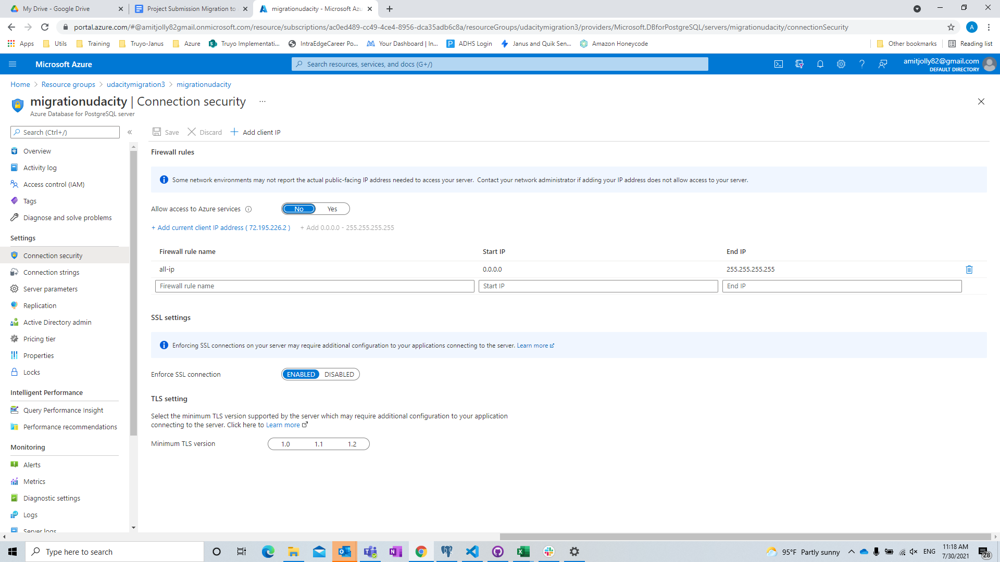 My Drive - Google Drive
Project Submission Migration to
migrationudacity - Microsoft Azu
portal.azure.com/#@amitjolly82gmail.onmicrosoft.com/resource/subscriptions/ac0ed489-cc49-4ce4-8956-dca35adb6c8a/resourceGroups/udacitymigration3/providers/Microsoft.DBforPostgreSQL/servers/migrationudacity/connectionSecurity
A
Apps Utils Training Truyo-Janus Azure Truyo Implementati... IntraEdgeCareer Po... Your Dashboard | In... ADHS Login Janus and Quik Sen... Amazon Honeycode Other bookmarks Reading list
Microsoft Azure
Search resources, services, and docs (G+/)
amitjolly82@gmail.com
DEFAULT DIRECTORY
Home > Resource groups > udacitymigration3 > migrationudacity
migrationudacity | Connection security ...
Azure Database for PostgreSQL server
Search (Ctrl+/) «
Overview
Activity log
Access control (IAM)
Tags
Diagnose and solve problems
Settings
Connection security
Connection strings
Server parameters
Replication
Active Directory admin
Pricing tier
Properties
Locks
Intelligent Performance
Query Performance Insight
Performance recommendations
Monitoring
Alerts
Metrics
Diagnostic settings
Logs
Server logs
Save Discard Add client IP
Firewall rules
Some network environments may not report the actual public-facing IP address needed to access your server. Contact your network administrator if adding your IP address does not allow access to your server.
Allow access to Azure services No Yes
+ Add current client IP address ( 72.195.226.2 ) + Add 0.0.0.0 - 255.255.255.255
Firewall rule name Start IP End IP
all-ip 0.0.0.0 255.255.255.255
Firewall rule name Start IP End IP
SSL settings
Enforcing SSL connections on your server may require additional configuration to your applications connecting to the server. Learn more
Enforce SSL connection ENABLED DISABLED
TLS setting
Select the minimum TLS version supported by the server which may require additional configuration to your application
connecting to the server. Click here to Learn more
Minimum TLS version 1.0 1.1 1.2
Type here to search
95°F Partly sunny
ENG
11:18 AM
7/30/2021
28